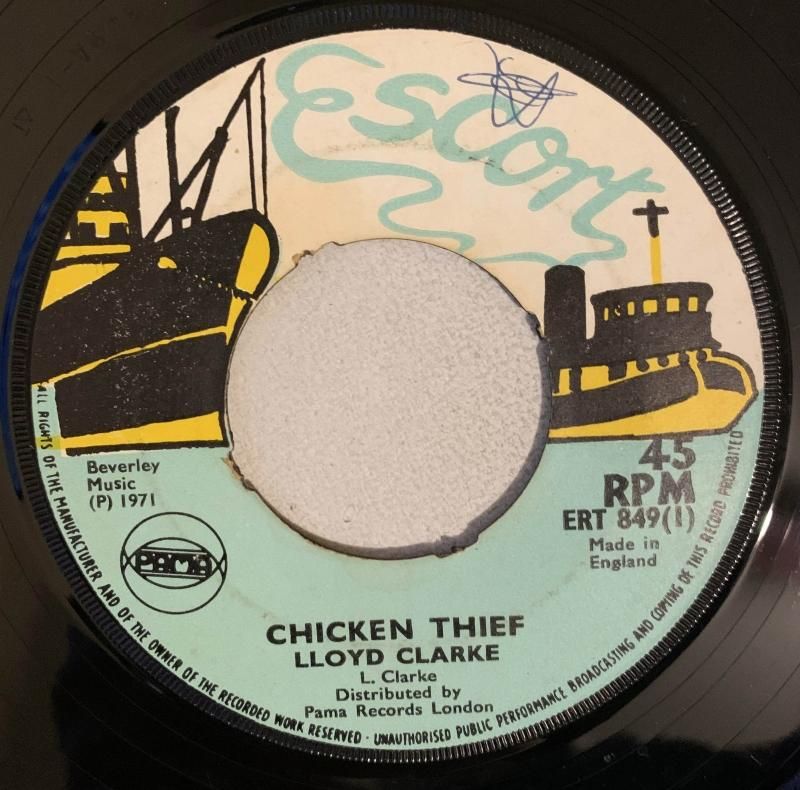 Escort
Beverley
Music
(P) 1971
PAMA
45
RPM
ERT 849(1)
Made in
England
CHICKEN THIEF
LLOYD CLARKE
L. Clarke
Distributed by
Pama Records London
ALL RIGHTS OF THE MANUFACTURER AND OF THE OWNER OF THE RECORDED WORK RESERVED · UNAUTHORISED PUBLIC PERFORMANCE BROADCASTING AND COPYING OF THIS RECORD PROHIBITED